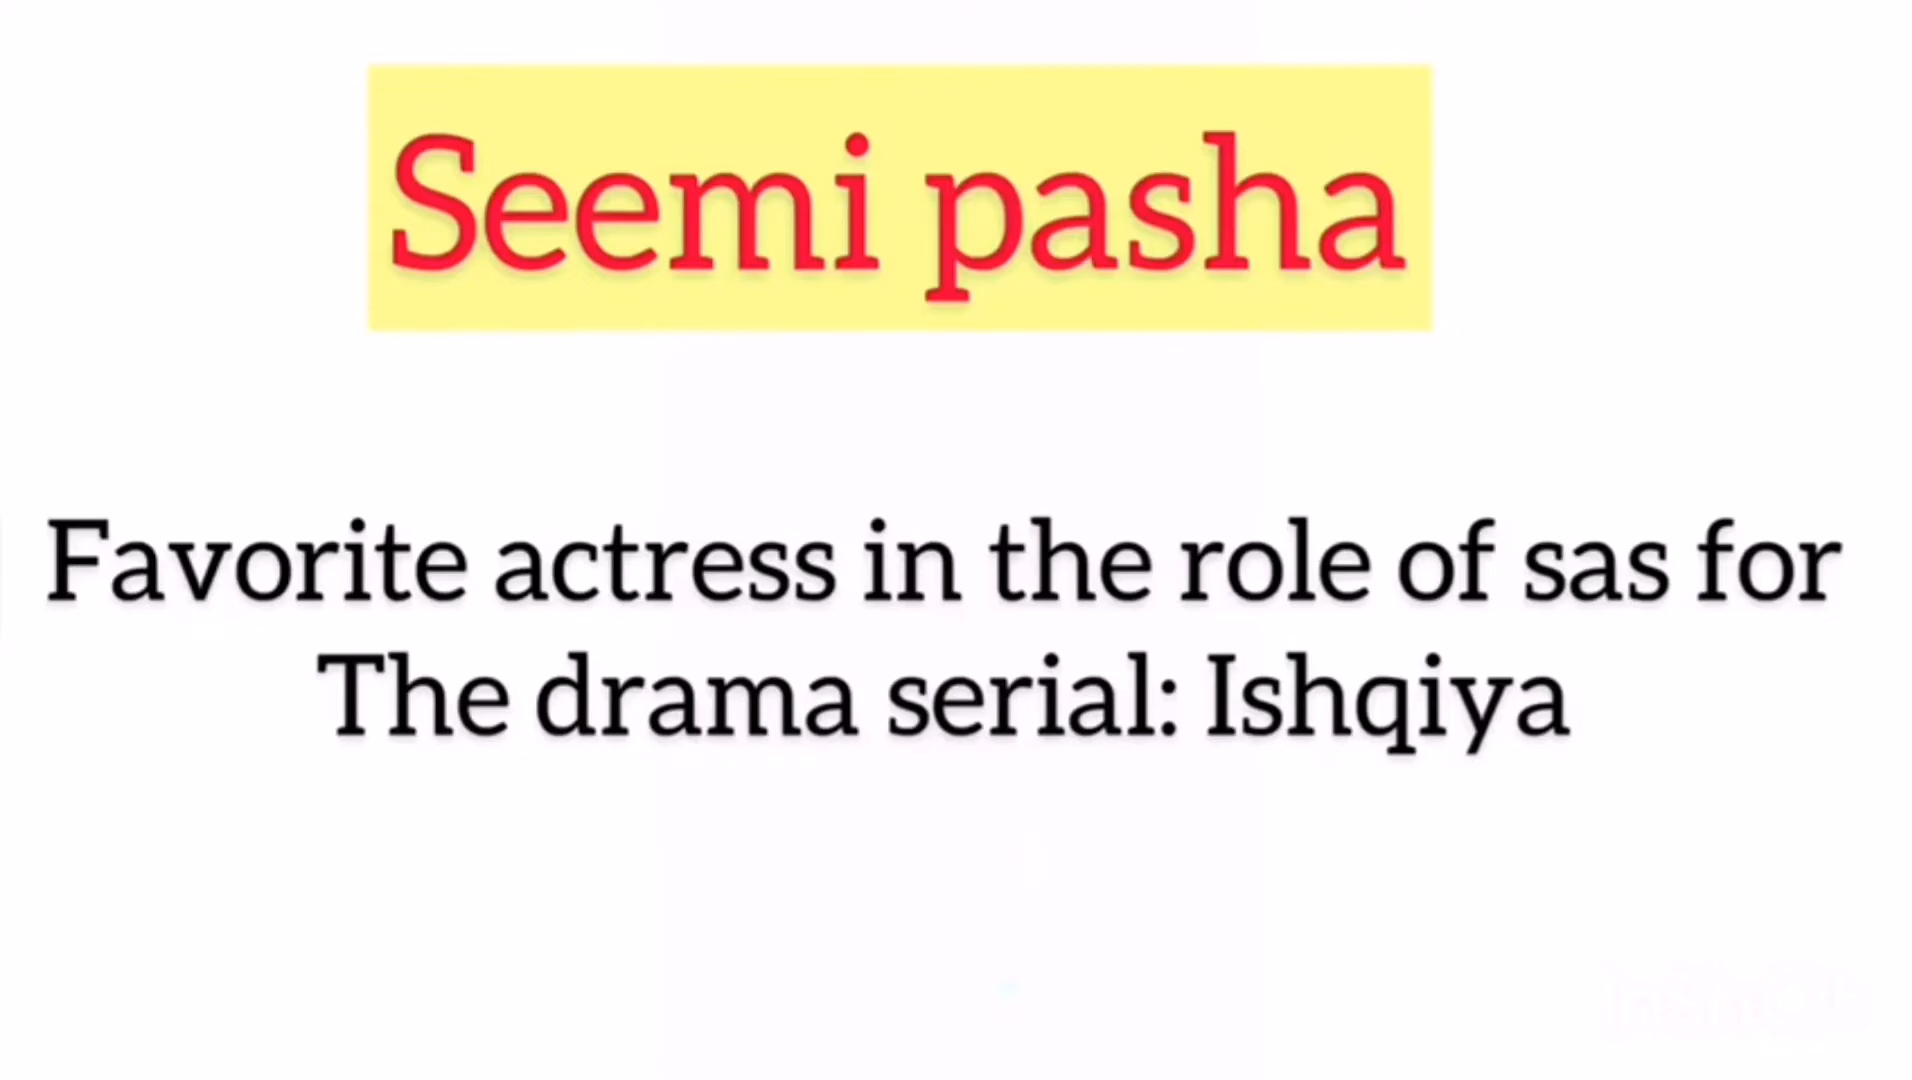 Seemi pasha
Favorite actress in the role of sas for
The drama serial: Ishqiya